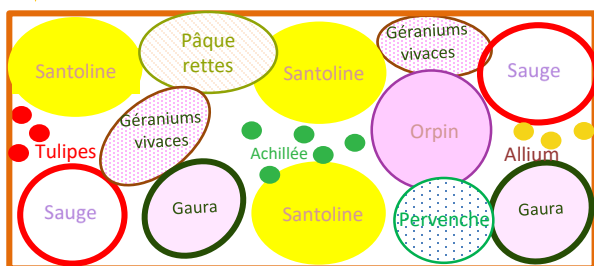 Santoline
Pâque
rettes
Santoline
Géraniums
vivaces
Sauge
Géraniums
vivaces
Orpin
Tulipes
Achillée
Allium
Sauge
Gaura
Santoline
Pervenche
Gaura